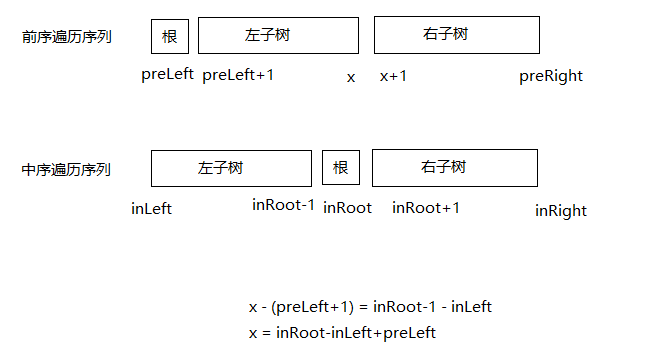 前序遍历序列 根 左子树 右子树
preLeft preLeft+1 x x+1 preRight
中序遍历序列 左子树 根 右子树
inLeft inRoot-1 inRoot inRoot+1 inRight
x - (preLeft+1) = inRoot-1 - inLeft
x = inRoot-inLeft+preLeft